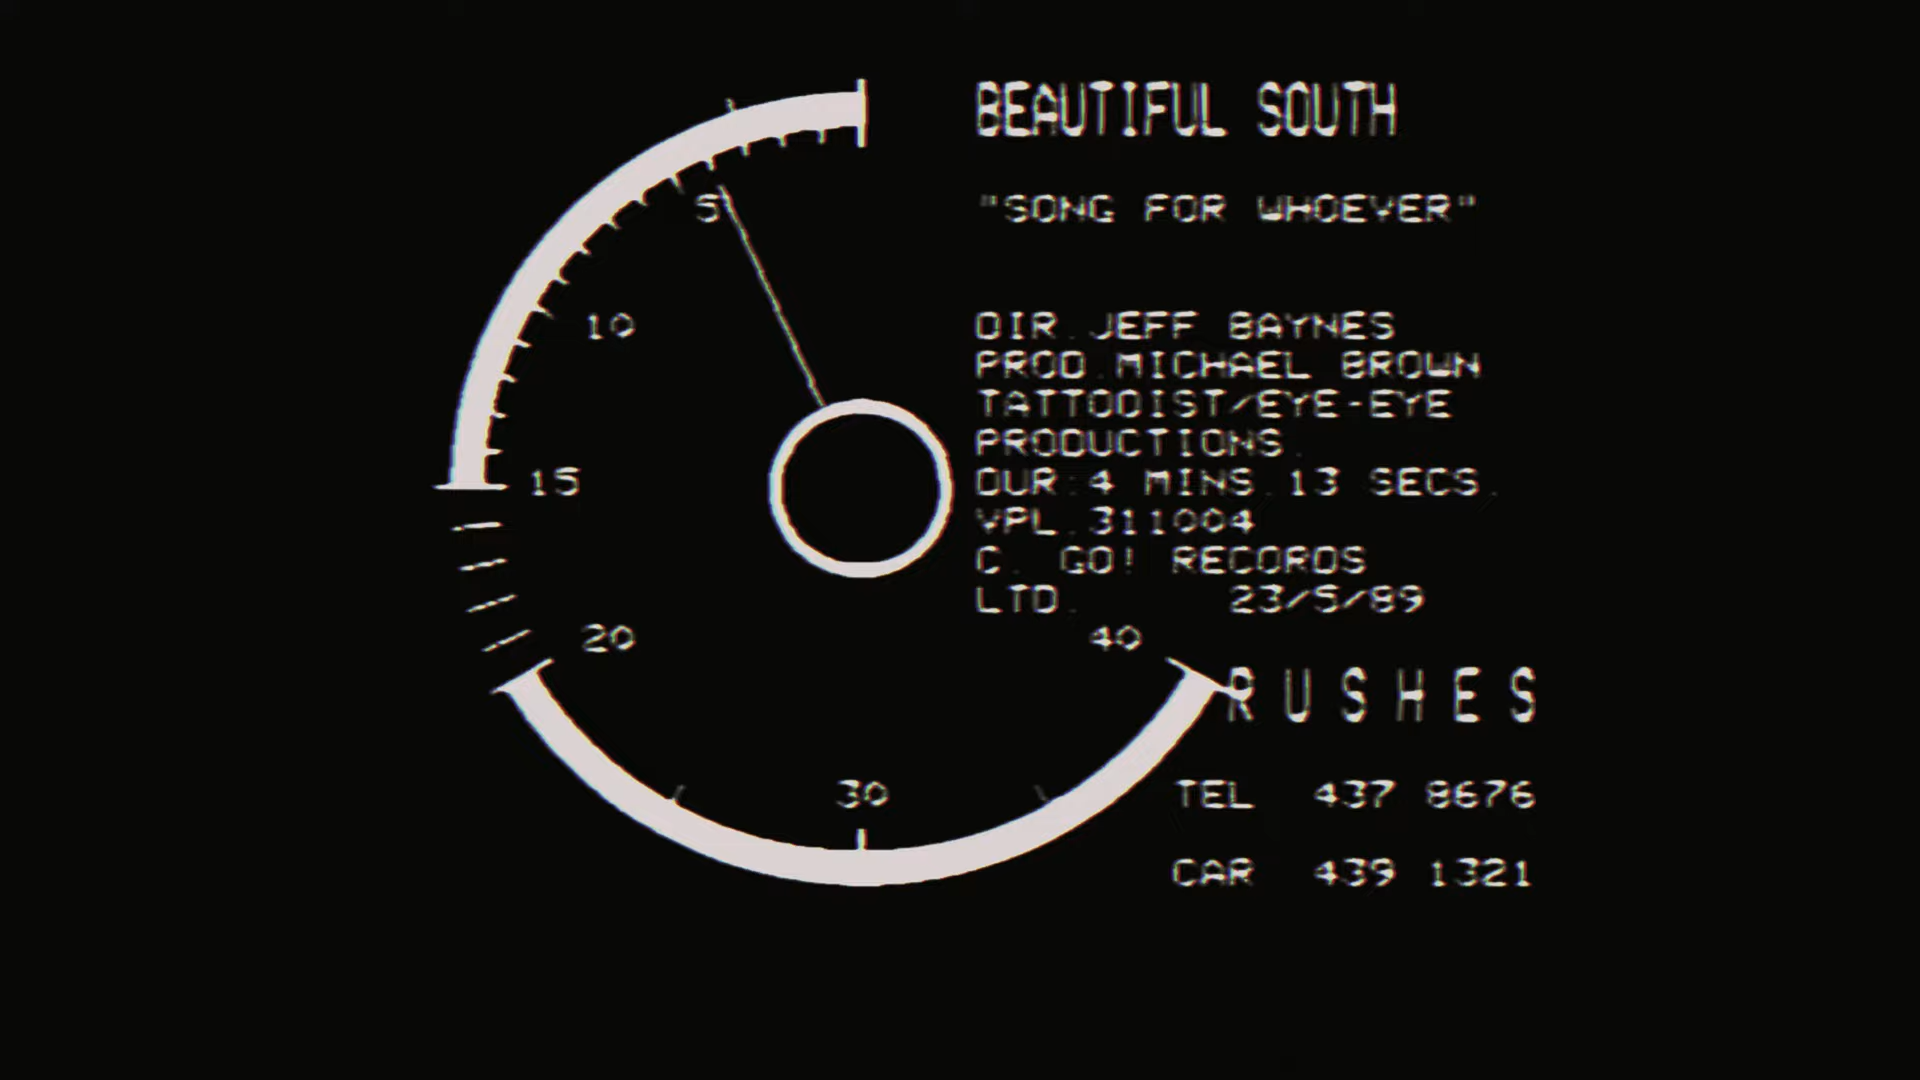 BEAUTIFUL SOUTH
"SONG FOR WHOEVER"
DIR.JEFF BAYNES
PROD.MICHAEL BROWN
TATTOOIST/EYE-EYE
PRODUCTIONS.
DUR:4 MINS.13 SECS.
VPL.311004
C. GO! RECORDS
LTD. 23/5/89
R U S H E S
TEL 437 8676
CAR 439 1321
5
10
15
20
30
40